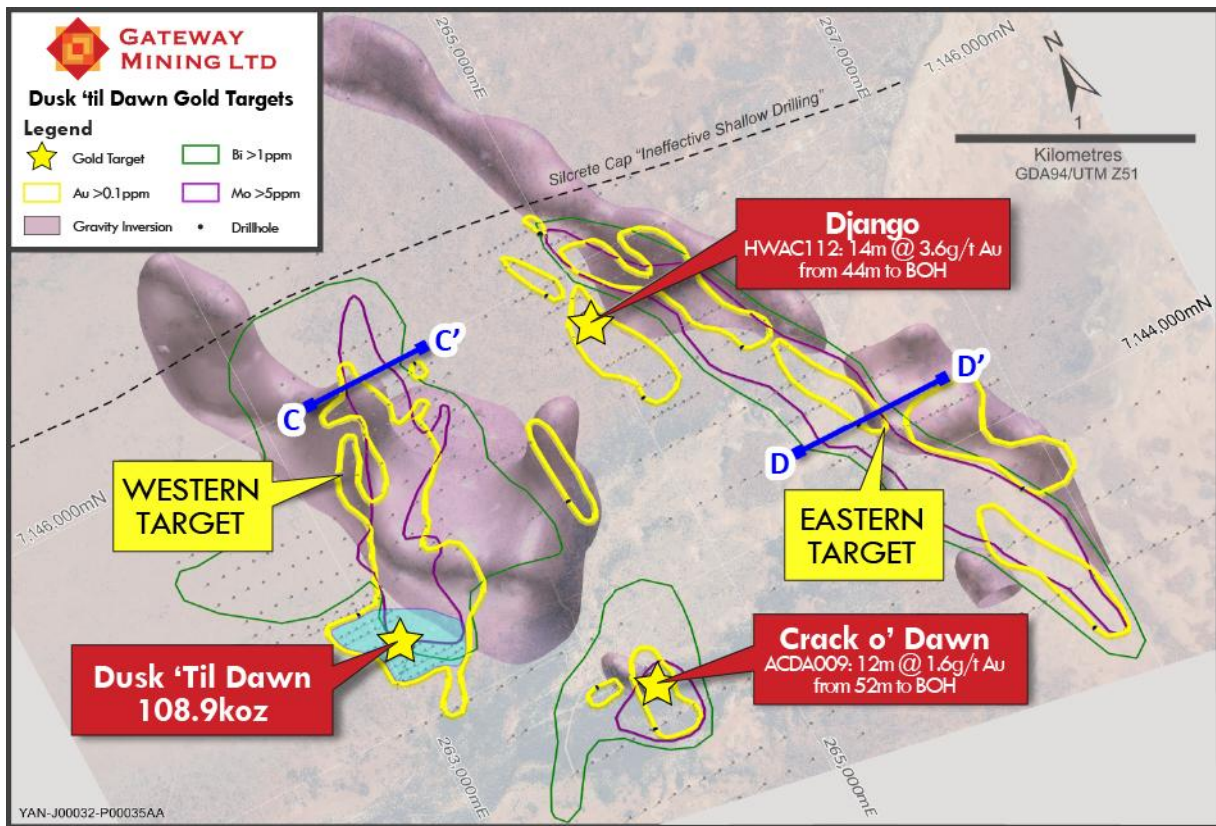 GATEWAY
MINING LTD
Dusk ‘til Dawn Gold Targets
Legend
Gold Target
Bi >1ppm
Au >0.1ppm
Mo >5ppm
Gravity Inversion
Drillhole
265,000mE
267,000mE
7,146,000mN
N
1
Kilometres
GDA94/UTM Z51
Silcrete Cap “Ineffective Shallow Drilling”
Django
HWAC112: 14m @ 3.6g/t Au
from 44m to BOH
7,144,000mN
C’
C
D’
D
WESTERN
TARGET
EASTERN
TARGET
7,146,000mN
Dusk ‘Til Dawn
108.9koz
Crack o’ Dawn
ACDA009: 12m @ 1.6g/t Au
from 52m to BOH
263,000mE
265,000mE
YAN-J00032-P00035AA